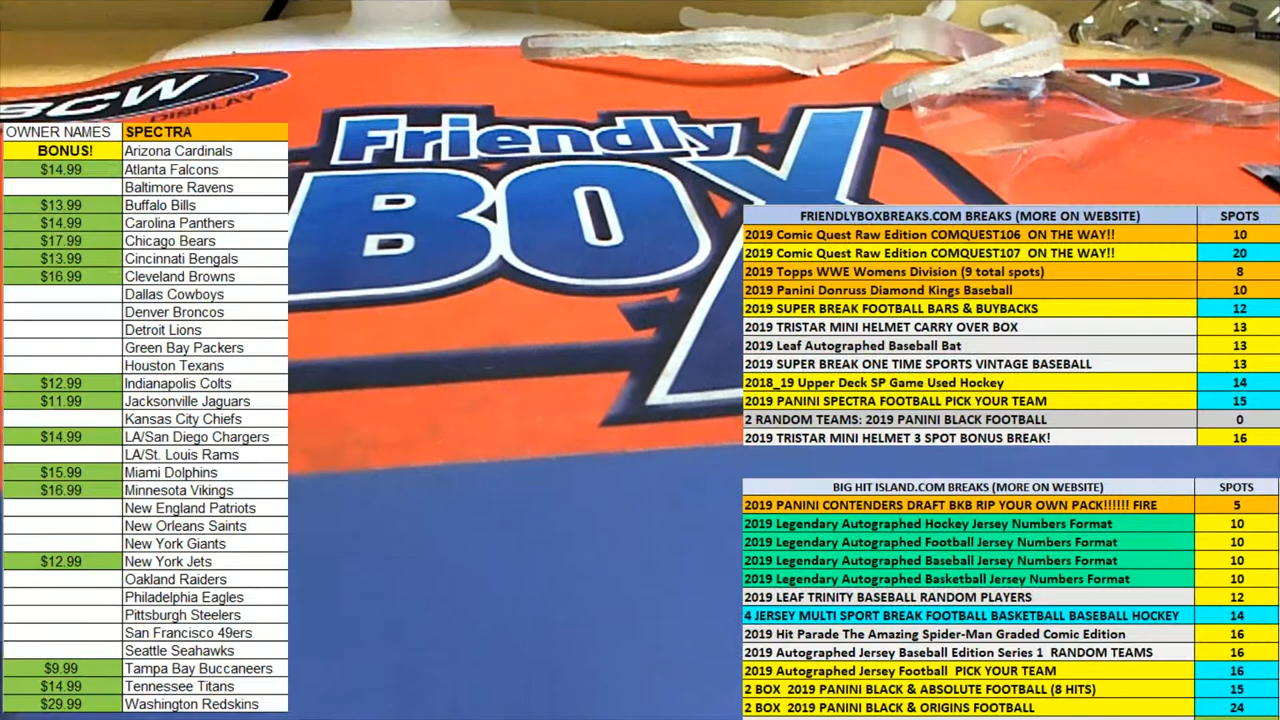 BCW
DISPLAY
W
Friendly
BOX
OWNER NAMES SPECTRA
BONUS! Arizona Cardinals
$14.99 Atlanta Falcons
Baltimore Ravens
$13.99 Buffalo Bills
$14.99 Carolina Panthers
$17.99 Chicago Bears
$13.99 Cincinnati Bengals
$16.99 Cleveland Browns
Dallas Cowboys
Denver Broncos
Detroit Lions
Green Bay Packers
Houston Texans
$12.99 Indianapolis Colts
$11.99 Jacksonville Jaguars
Kansas City Chiefs
$14.99 LA/San Diego Chargers
LA/St. Louis Rams
$15.99 Miami Dolphins
$16.99 Minnesota Vikings
New England Patriots
New Orleans Saints
New York Giants
$12.99 New York Jets
Oakland Raiders
Philadelphia Eagles
Pittsburgh Steelers
San Francisco 49ers
Seattle Seahawks
$9.99 Tampa Bay Buccaneers
$14.99 Tennessee Titans
$29.99 Washington Redskins
FRIENDLYBOXBREAKS.COM BREAKS (MORE ON WEBSITE) SPOTS
2019 Comic Quest Raw Edition COMQUEST106 ON THE WAY!! 10
2019 Comic Quest Raw Edition COMQUEST107 ON THE WAY!! 20
2019 Topps WWE Womens Division (9 total spots) 8
2019 Panini Donruss Diamond Kings Baseball 10
2019 SUPER BREAK FOOTBALL BARS & BUYBACKS 12
2019 TRISTAR MINI HELMET CARRY OVER BOX 13
2019 Leaf Autographed Baseball Bat 13
2019 SUPER BREAK ONE TIME SPORTS VINTAGE BASEBALL 13
2018_19 Upper Deck SP Game Used Hockey 14
2019 PANINI SPECTRA FOOTBALL PICK YOUR TEAM 15
2 RANDOM TEAMS: 2019 PANINI BLACK FOOTBALL 0
2019 TRISTAR MINI HELMET 3 SPOT BONUS BREAK! 16
BIG HIT ISLAND.COM BREAKS (MORE ON WEBSITE) SPOTS
2019 PANINI CONTENDERS DRAFT BKB RIP YOUR OWN PACK!!!!!! FIRE 5
2019 Legendary Autographed Hockey Jersey Numbers Format 10
2019 Legendary Autographed Football Jersey Numbers Format 10
2019 Legendary Autographed Baseball Jersey Numbers Format 10
2019 Legendary Autographed Basketball Jersey Numbers Format 10
2019 LEAF TRINITY BASEBALL RANDOM PLAYERS 12
4 JERSEY MULTI SPORT BREAK FOOTBALL BASKETBALL BASEBALL HOCKEY 14
2019 Hit Parade The Amazing Spider-Man Graded Comic Edition 16
2019 Autographed Jersey Baseball Edition Series 1 RANDOM TEAMS 16
2019 Autographed Jersey Football PICK YOUR TEAM 16
2 BOX 2019 PANINI BLACK & ABSOLUTE FOOTBALL (8 HITS) 15
2 BOX 2019 PANINI BLACK & ORIGINS FOOTBALL 24